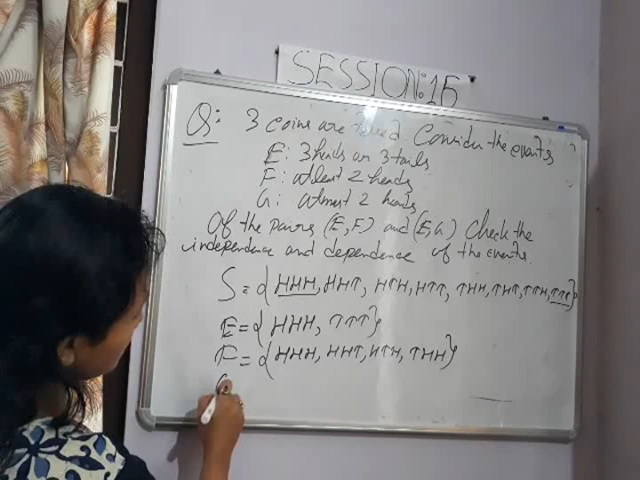 SESSION:16
Q: 3 coins are tossed. Consider the events
E: 3 heads or 3 tails
F: atleast 2 heads
G: atmost 2 heads
Of the pairs (E,F) and (E,G) Check the
independence and dependence of the events.
S = {HHH, HHT, HTH, HTT, THH, THT, TTH, TTT}
E = {HHH, TTT}
F = {HHH, HHT, HTH, THH}
G